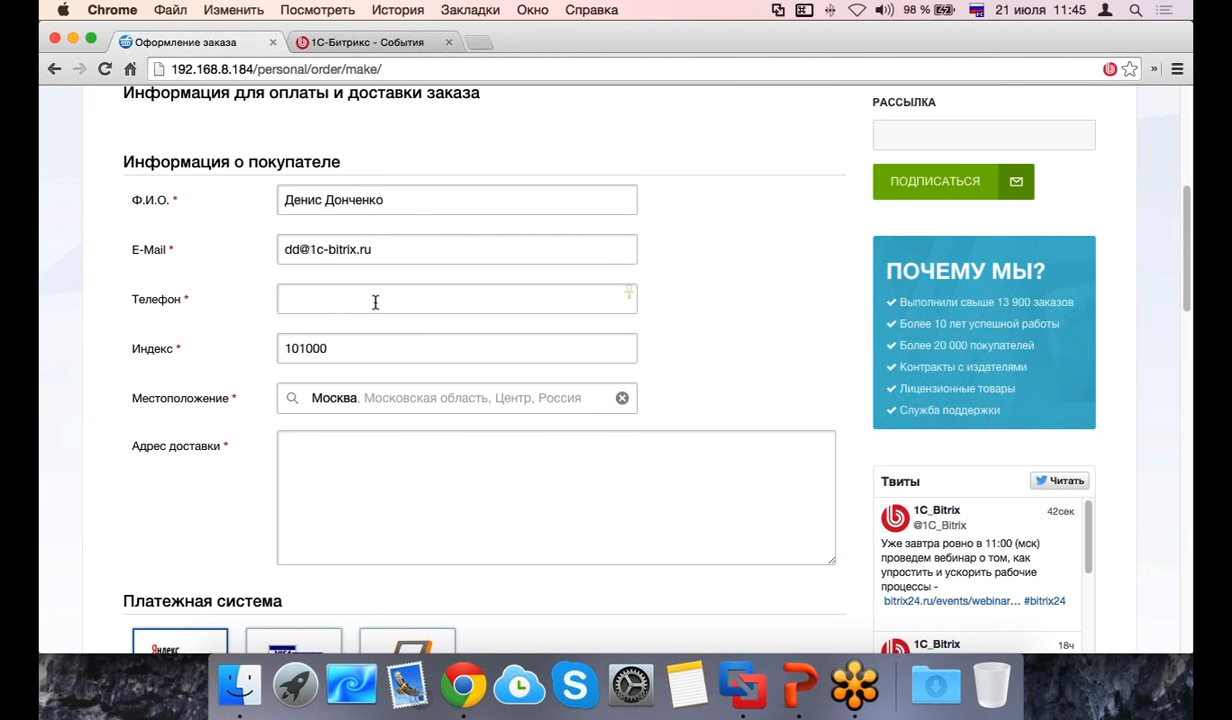 Chrome Файл Изменить Посмотреть История Закладки Окно Справка 98 % 21 июля 11:45
Оформление заказа 1С-Битрикс - События
192.168.8.184/personal/order/make/
Информация для оплаты и доставки заказа
РАССЫЛКА
Информация о покупателе
ПОДПИСАТЬСЯ
Ф.И.О. * Денис Донченко
E-Mail * dd@1c-bitrix.ru
Телефон *
Индекс * 101000
Местоположение * Москва, Московская область, Центр, Россия
Адрес доставки *
ПОЧЕМУ МЫ?
Выполнили свыше 13 900 заказов
Более 10 лет успешной работы
Более 20 000 покупателей
Контракты с издателями
Лицензионные товары
Служба поддержки
Твиты Читать
1C_Bitrix 42сек
@1C_Bitrix
Уже завтра ровно в 11:00 (мск)
проведем вебинар о том, как
упростить и ускорить рабочие
процессы -
bitrix24.ru/events/webinar... #bitrix24
1C_Bitrix 18ч
Платежная система
Яндекс